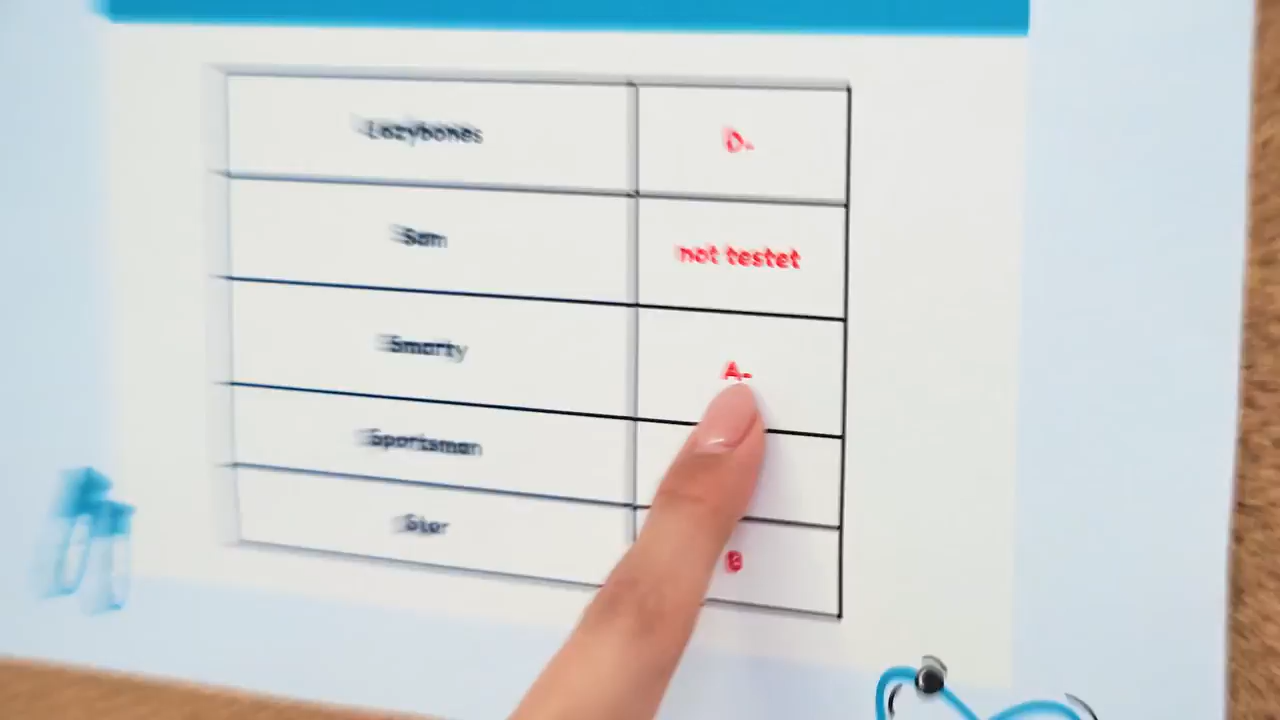 Lazybones D-
Sam not testet
Smarty A-
Sportsman
Star B